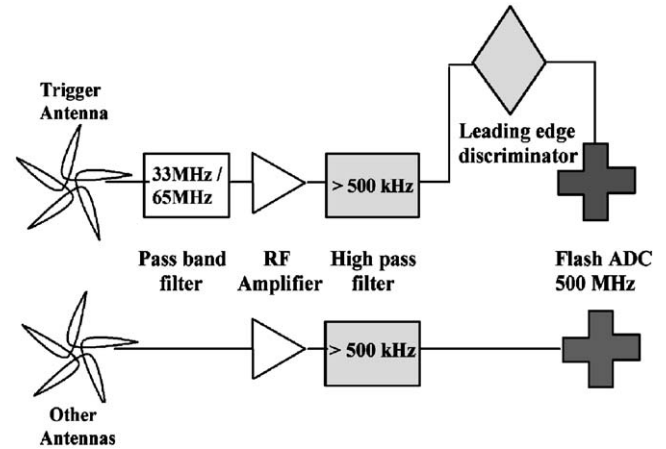 Trigger
Antenna
33MHz /
65MHz
> 500 kHz
Leading edge
discriminator
Pass band
filter
RF
Amplifier
High pass
filter
Flash ADC
500 MHz
> 500 kHz
Other
Antennas